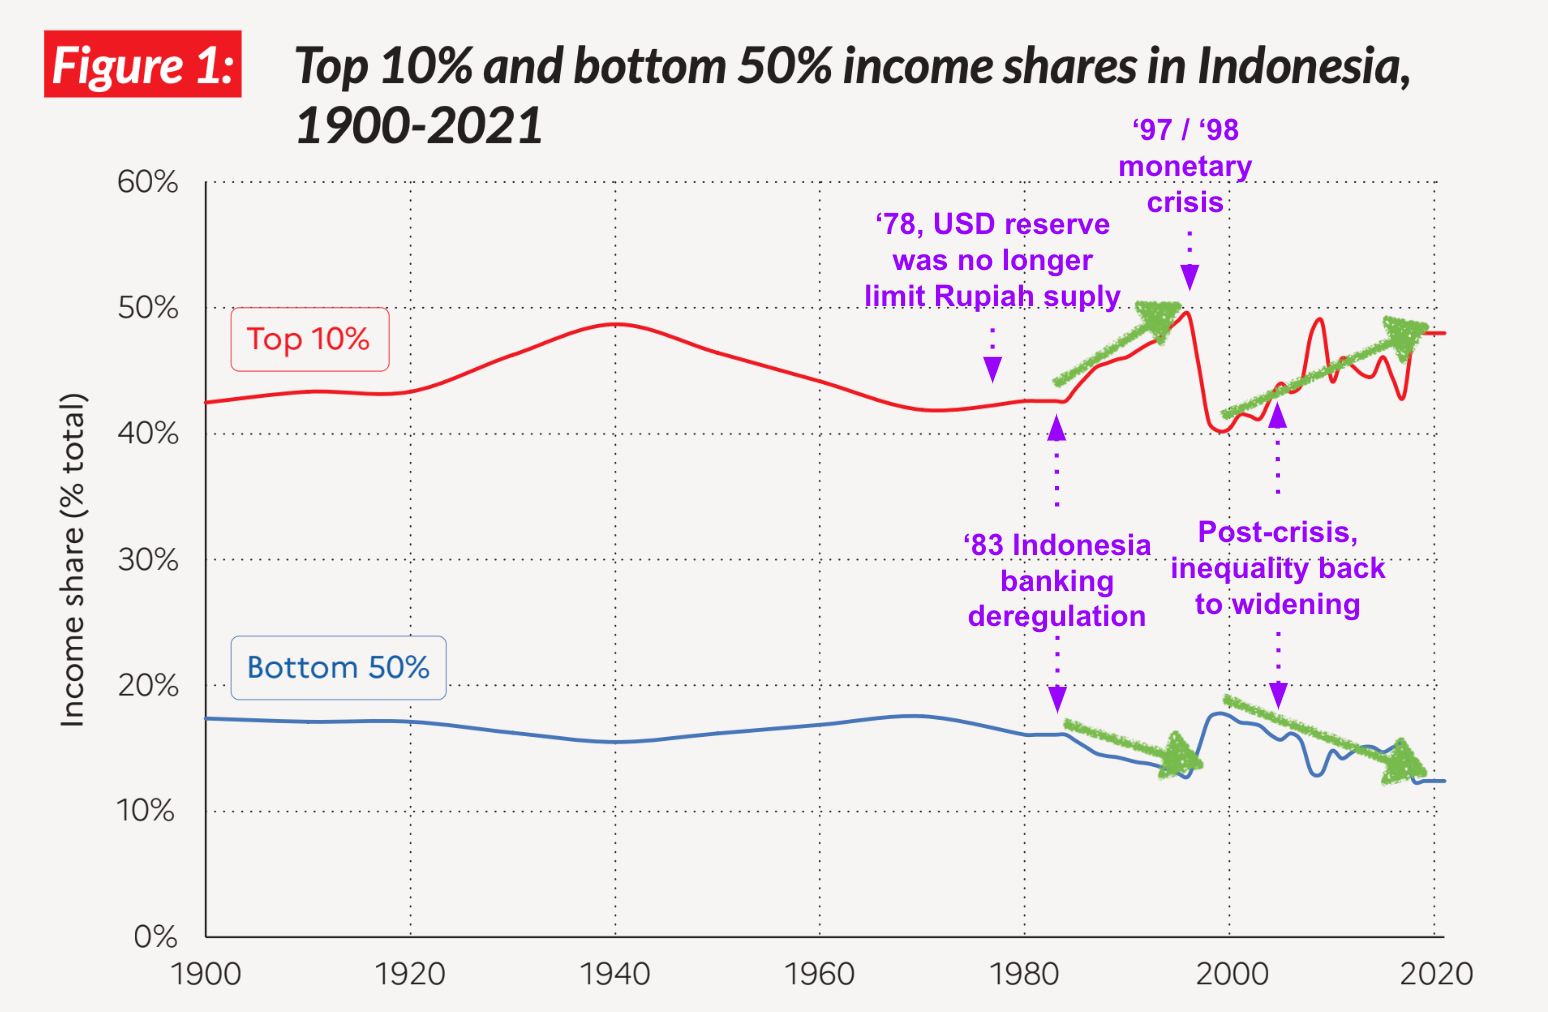 Figure 1:
Top 10% and bottom 50% income shares in Indonesia,
1900-2021
‘97 / ‘98
monetary
crisis
‘78, USD reserve
was no longer
limit Rupiah suply
60%
50%
40%
30%
20%
10%
0%
Income share (% total)
Top 10%
‘83 Indonesia
banking
deregulation
Post-crisis,
inequality back
to widening
Bottom 50%
1900
1920
1940
1960
1980
2000
2020